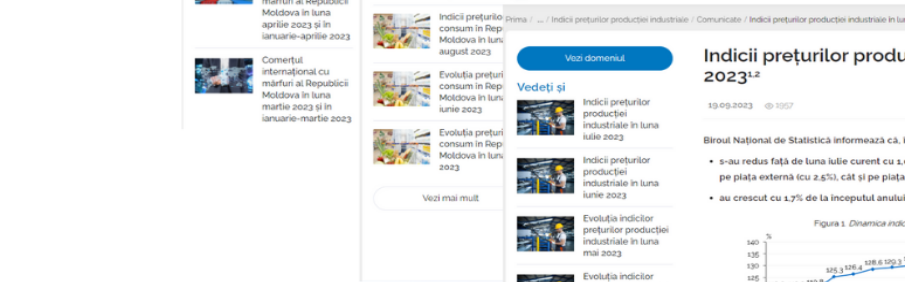 mărfuri al Republicii
Moldova în luna
aprilie 2023 și în
ianuarie-aprilie 2023
Comerțul
internațional cu
mărfuri al Republicii
Moldova în luna
martie 2023 și în
ianuarie-martie 2023
Indicii prețurilo
consum în Rep
Moldova în lun
august 2023
Evoluția prețuri
consum în Rep
Moldova în lun
iunie 2023
Evoluția prețuri
consum în Rep
Moldova în lun
2023
Vezi mai mult
Prima / ... / Indicii prețurilor producției industriale / Comunicate / Indicii prețurilor producției industriale în lu
Vezi domeniul
Vedeți și
Indicii prețurilor
producției
industriale în luna
iulie 2023
Indicii prețurilor
producției
industriale în luna
iunie 2023
Evoluția indicilor
prețurilor producției
industriale în luna
mai 2023
Evoluția indicilor
Indicii prețurilor produ
2023¹·²
19.09.2023 1957
Biroul Național de Statistică informează că, î
• s-au redus față de luna iulie curent cu 1,
pe piața externă (cu 2,5%), cât și pe piața
• au crescut cu 1,7% de la începutul anului
Figura 1. Dinamica indic
%
140
135
130
125
125,3 126,4 128,6 129,3